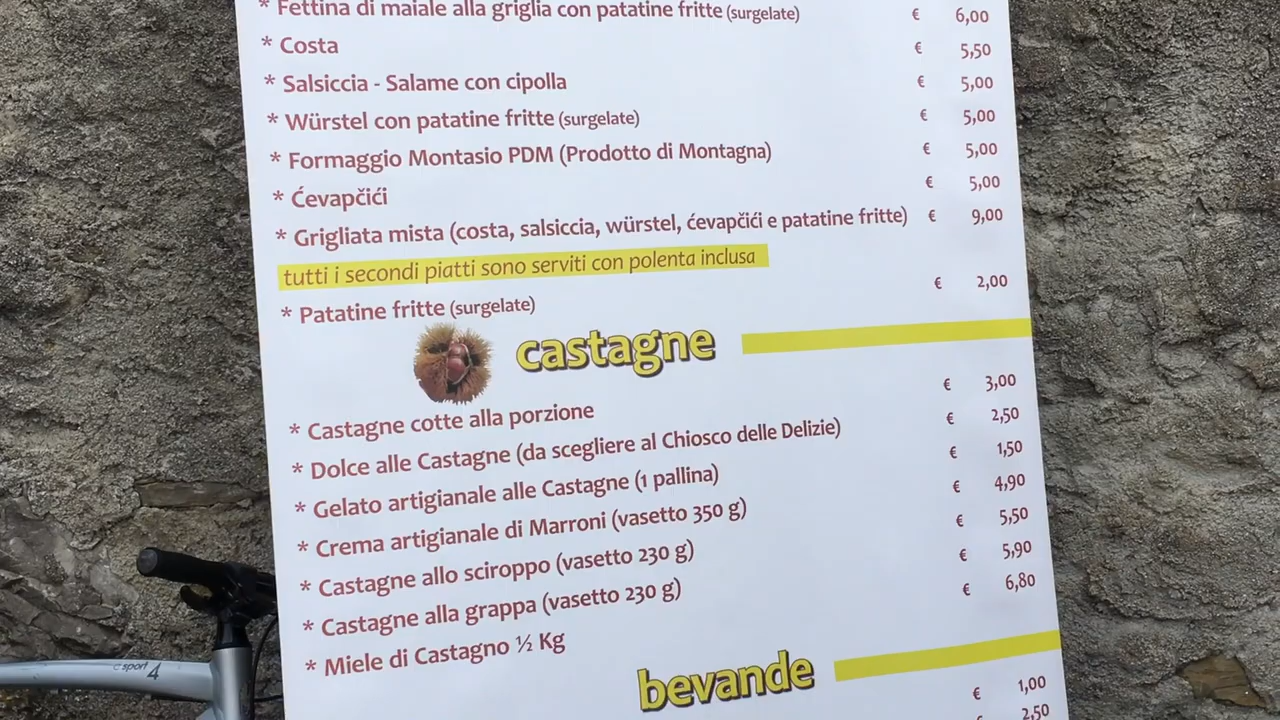 * Fettina di maiale alla griglia con patatine fritte (surgelate) € 6,00
* Costa € 5,50
* Salsiccia - Salame con cipolla € 5,00
* Würstel con patatine fritte (surgelate) € 5,00
* Formaggio Montasio PDM (Prodotto di Montagna) € 5,00
* Ćevapčići € 5,00
* Grigliata mista (costa, salsiccia, würstel, ćevapčići e patatine fritte) € 9,00
tutti i secondi piatti sono serviti con polenta inclusa
* Patatine fritte (surgelate) € 2,00
castagne
* Castagne cotte alla porzione € 3,00
* Dolce alle Castagne (da scegliere al Chiosco delle Delizie) € 2,50
* Gelato artigianale alle Castagne (1 pallina) € 1,50
* Crema artigianale di Marroni (vasetto 350 g) € 4,90
* Castagne allo sciroppo (vasetto 230 g) € 5,50
* Castagne alla grappa (vasetto 230 g) € 5,90
* Miele di Castagno ½ Kg € 6,80
bevande
€ 1,00
€ 2,50
e sport 4